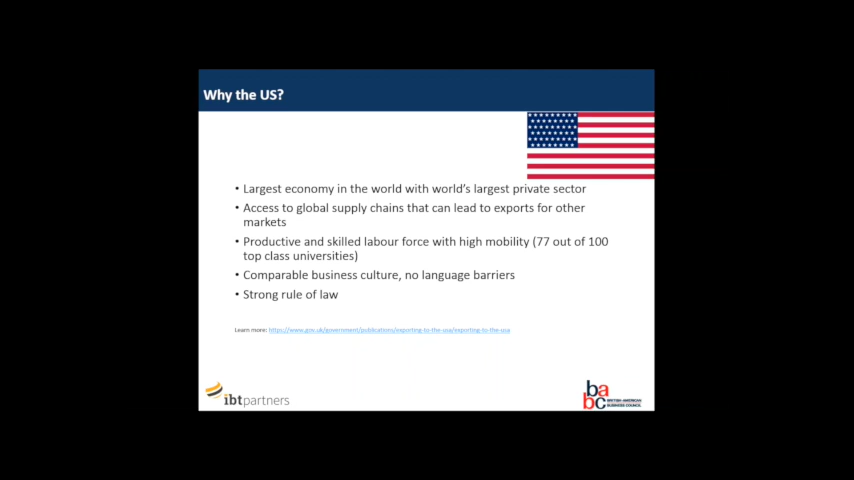 Why the US?
• Largest economy in the world with world's largest private sector
• Access to global supply chains that can lead to exports for other
markets
• Productive and skilled labour force with high mobility (77 out of 100
top class universities)
• Comparable business culture, no language barriers
• Strong rule of law
Learn more: https://www.gov.uk/government/publications/exporting-to-the-usa/exporting-to-the-usa
ibtpartners
babc
BRITISH-AMERICAN
BUSINESS COUNCIL